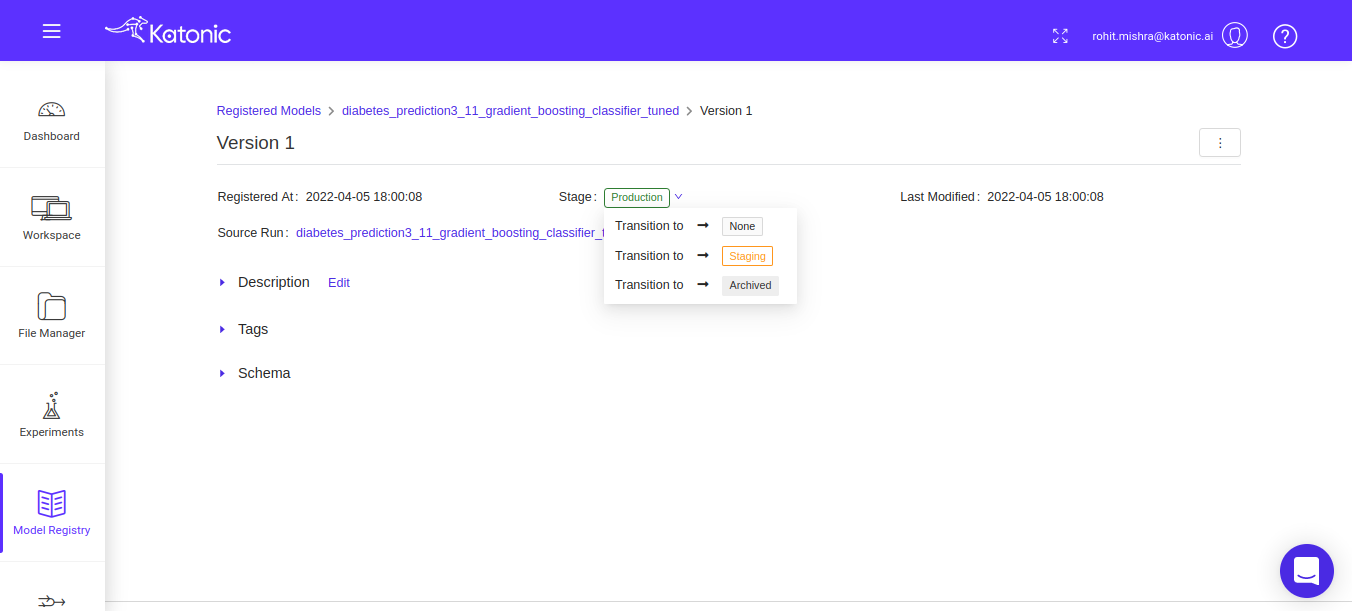 Katonic
rohit.mishra@katonic.ai
?
Dashboard
Workspace
File Manager
Experiments
Model Registry
Registered Models > diabetes_prediction3_11_gradient_boosting_classifier_tuned > Version 1
Version 1
Registered At: 2022-04-05 18:00:08 Stage: Production Last Modified: 2022-04-05 18:00:08
Transition to → None
Source Run: diabetes_prediction3_11_gradient_boosting_classifier_
Transition to → Staging
Transition to → Archived
Description Edit
Tags
Schema